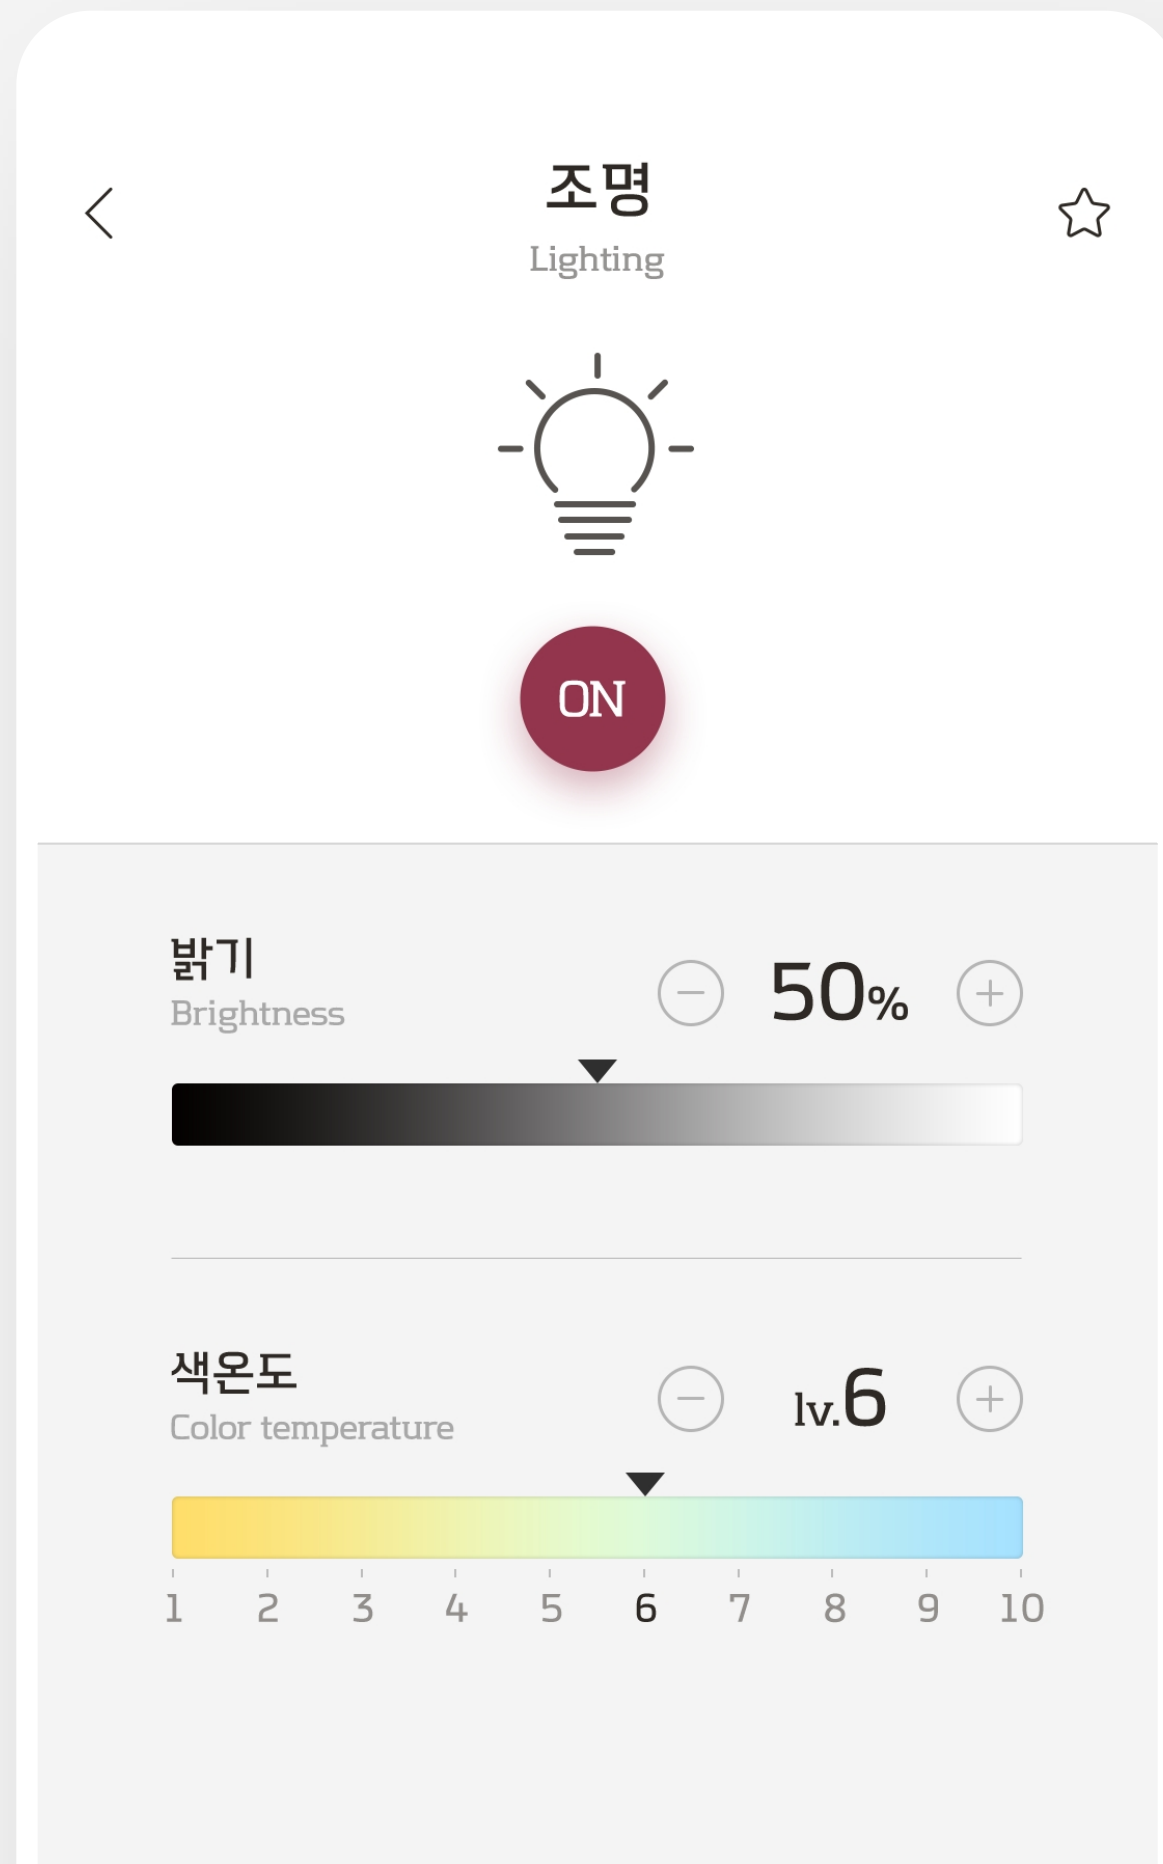 조명
Lighting
ON
밝기
Brightness
50%
색온도
Color temperature
lv.6
1 2 3 4 5 6 7 8 9 10